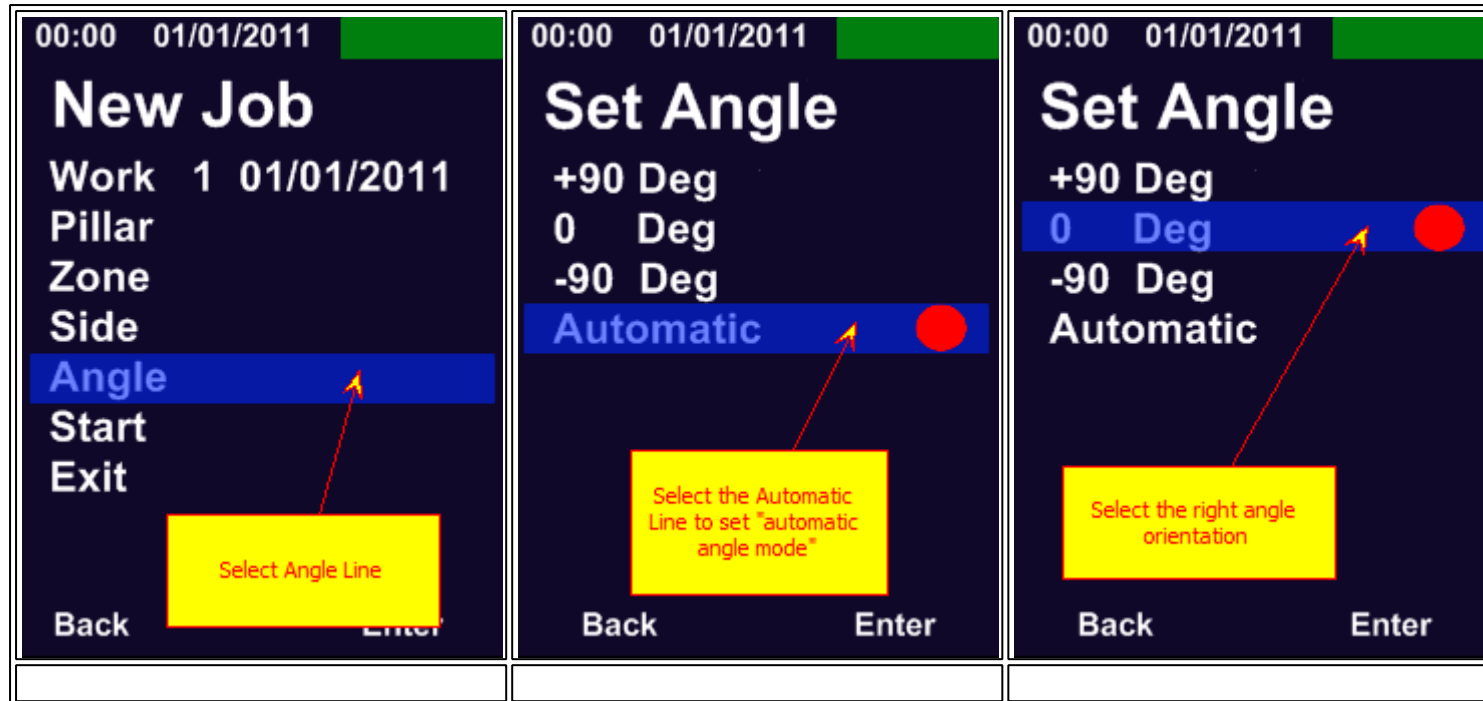 00:00 01/01/2011
New Job
Work 1 01/01/2011
Pillar
Zone
Side
Angle
Start
Exit
Select Angle Line
Back Enter
00:00 01/01/2011
Set Angle
+90 Deg
0 Deg
-90 Deg
Automatic
Select the Automatic
Line to set "automatic
angle mode"
Back Enter
00:00 01/01/2011
Set Angle
+90 Deg
0 Deg
-90 Deg
Automatic
Select the right angle
orientation
Back Enter